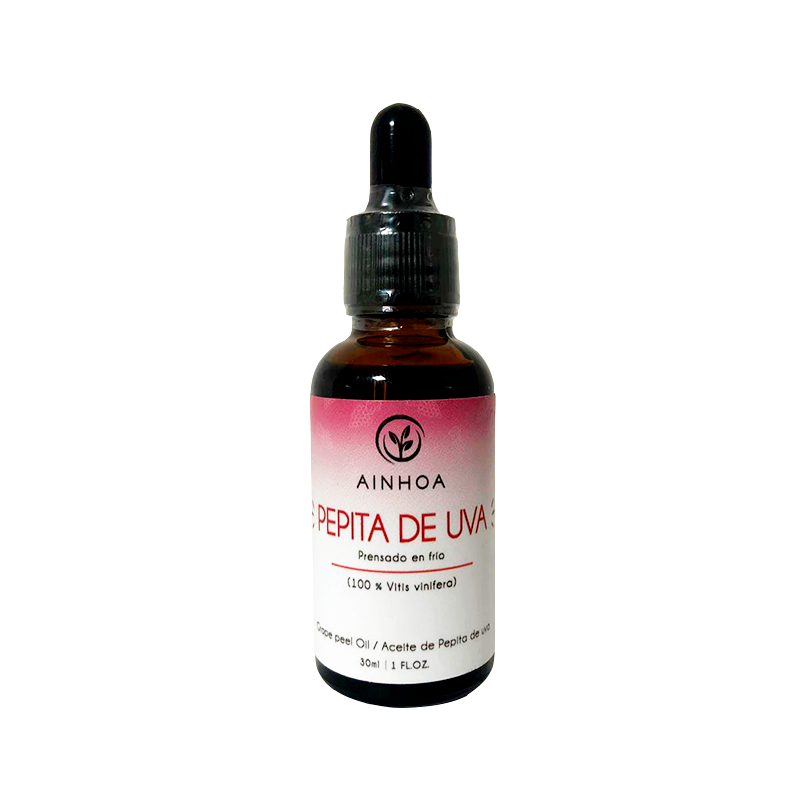 AINHOA
PEPITA DE UVA
Prensado en frío
(100 % Vitis vinifera)
Grape peel Oil / Aceite de Pepita de uva
30ml | 1 FL.OZ.